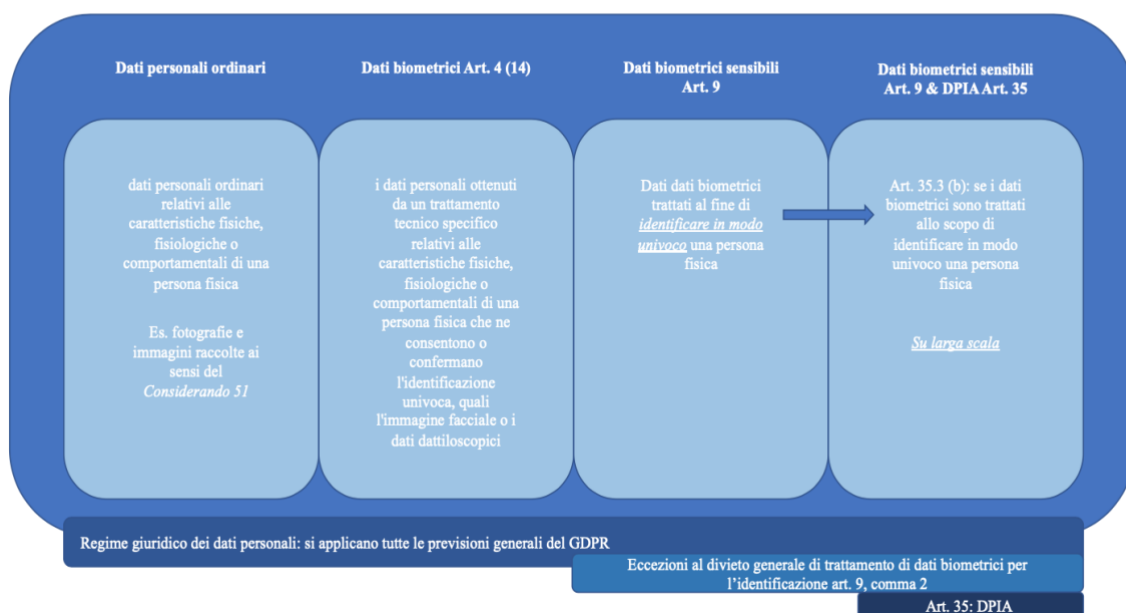 Dati personali ordinari
Dati biometrici Art. 4 (14)
Dati biometrici sensibili
Art. 9
Dati biometrici sensibili
Art. 9 & DPIA Art. 35
dati personali ordinari
relativi alle
caratteristiche fisiche,
fisiologiche o
comportamentali di una
persona fisica
Es. fotografie e
immagini raccolte ai
sensi del
Considerando 51
i dati personali ottenuti
da un trattamento
tecnico specifico
relativi alle
caratteristiche fisiche,
fisiologiche o
comportamentali di una
persona fisica che ne
consentono o
confermano
l'identificazione
univoca, quali
l'immagine facciale o i
dati dattiloscopici
Dati dati biometrici
trattati al fine di
identificare in modo
univoco una persona
fisica
Art. 35.3 (b): se i dati
biometrici sono trattati
allo scopo di
identificare in modo
univoco una persona
fisica
Su larga scala
Regime giuridico dei dati personali: si applicano tutte le previsioni generali del GDPR
Eccezioni al divieto generale di trattamento di dati biometrici per
l'identificazione art. 9, comma 2
Art. 35: DPIA